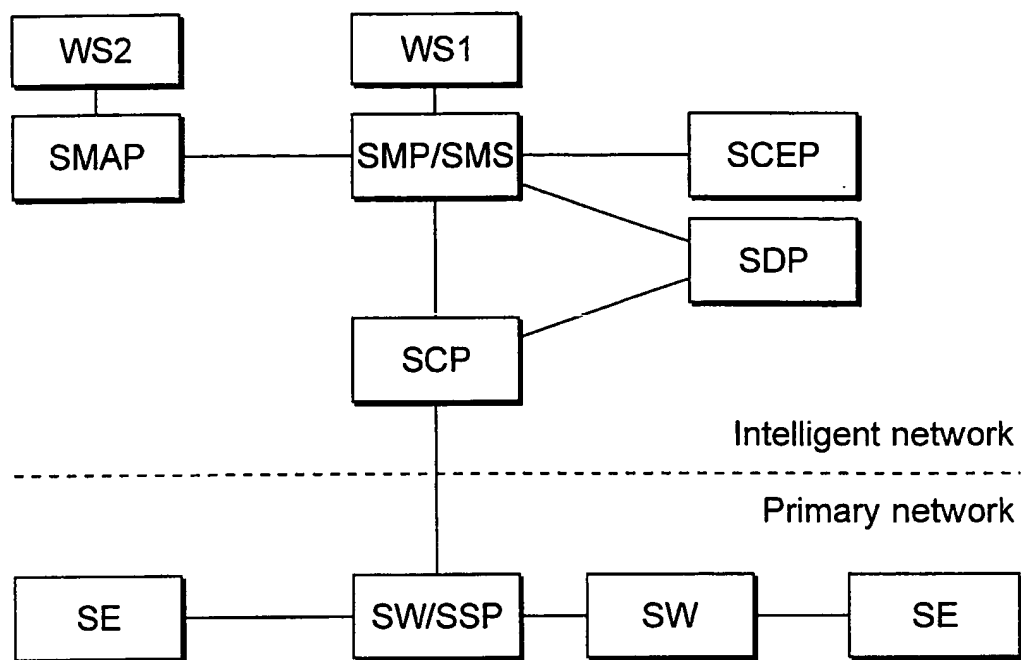 WS2
WS1
SMAP
SMP/SMS
SCEP
SDP
SCP
Intelligent network
Primary network
SE
SW/SSP
SW
SE